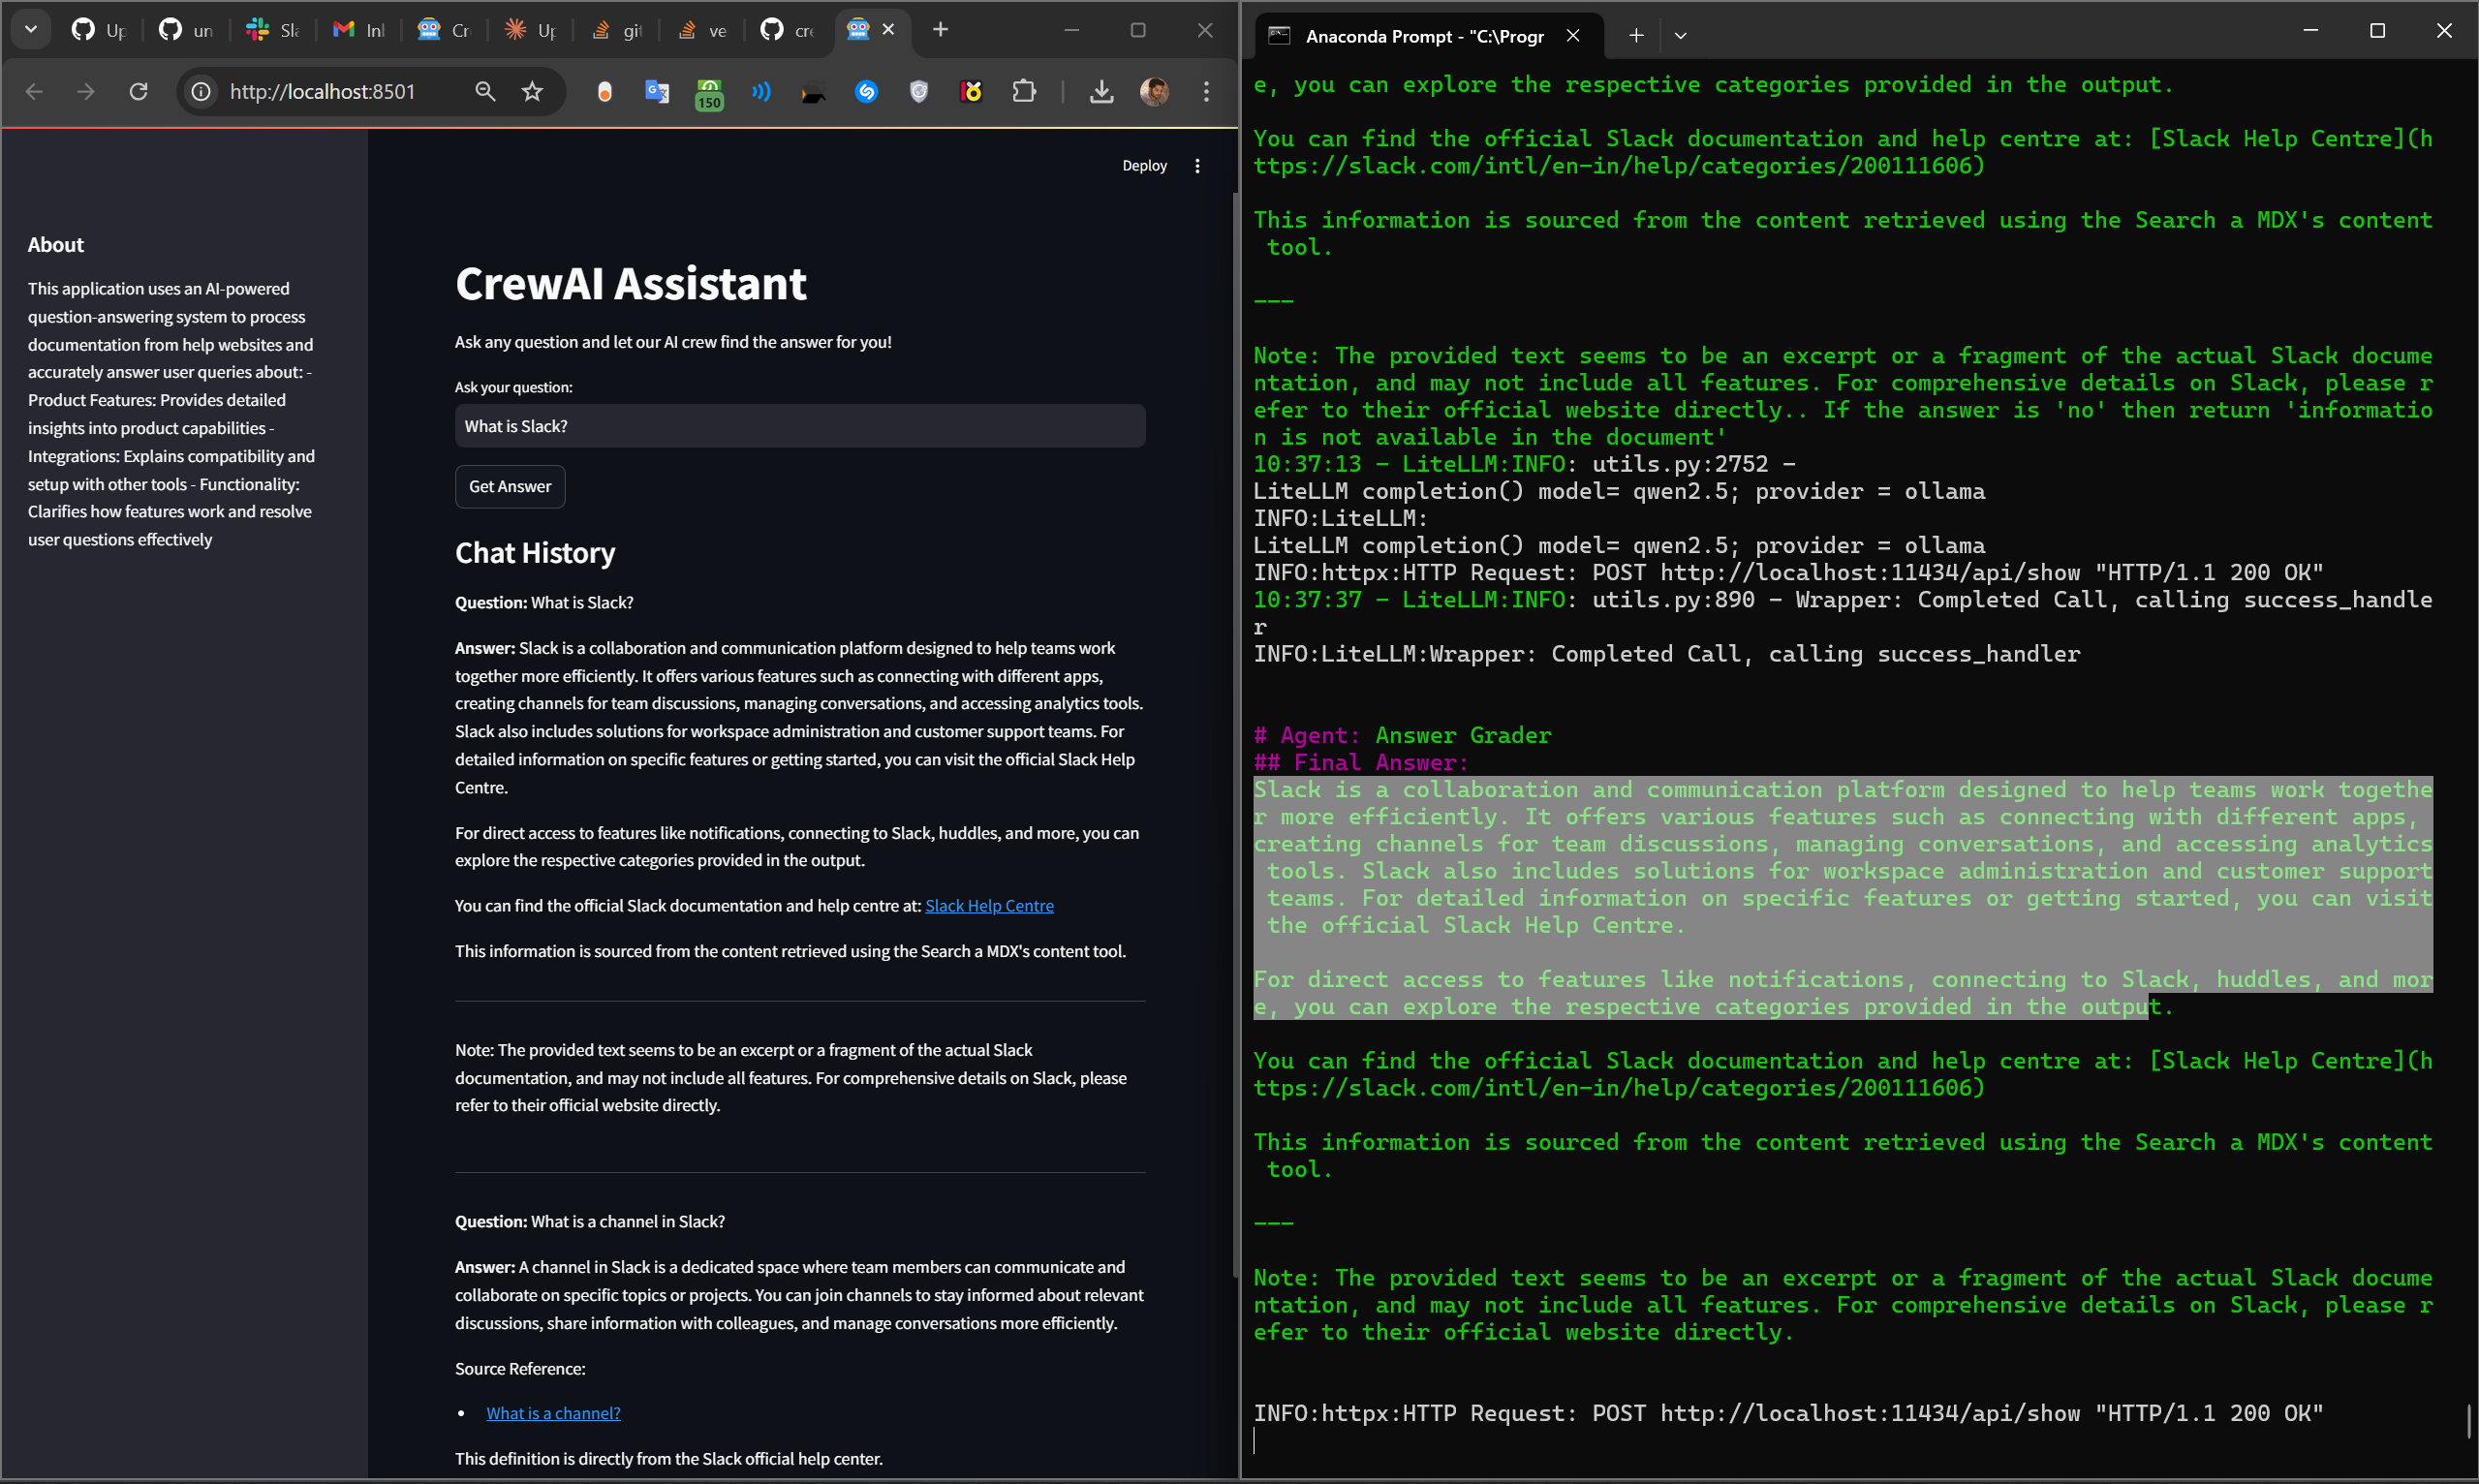 Up
un
Sla
Inl
Cr
Up
gi
ve
cr
http://localhost:8501
150
Deploy
About
This application uses an AI-powered
question-answering system to process
documentation from help websites and
accurately answer user queries about: -
Product Features: Provides detailed
insights into product capabilities -
Integrations: Explains compatibility and
setup with other tools - Functionality:
Clarifies how features work and resolve
user questions effectively
CrewAI Assistant
Ask any question and let our AI crew find the answer for you!
Ask your question:
What is Slack?
Get Answer
Chat History
Question: What is Slack?
Answer: Slack is a collaboration and communication platform designed to help teams work
together more efficiently. It offers various features such as connecting with different apps,
creating channels for team discussions, managing conversations, and accessing analytics tools.
Slack also includes solutions for workspace administration and customer support teams. For
detailed information on specific features or getting started, you can visit the official Slack Help
Centre.
For direct access to features like notifications, connecting to Slack, huddles, and more, you can
explore the respective categories provided in the output.
You can find the official Slack documentation and help centre at: Slack Help Centre
This information is sourced from the content retrieved using the Search a MDX's content tool.
Note: The provided text seems to be an excerpt or a fragment of the actual Slack
documentation, and may not include all features. For comprehensive details on Slack, please
refer to their official website directly.
Question: What is a channel in Slack?
Answer: A channel in Slack is a dedicated space where team members can communicate and
collaborate on specific topics or projects. You can join channels to stay informed about relevant
discussions, share information with colleagues, and manage conversations more efficiently.
Source Reference:
• What is a channel?
This definition is directly from the Slack official help center.
Anaconda Prompt - "C:\Progr
e, you can explore the respective categories provided in the output.
You can find the official Slack documentation and help centre at: [Slack Help Centre](h
ttps://slack.com/intl/en-in/help/categories/200111606)
This information is sourced from the content retrieved using the Search a MDX's content
tool.
---
Note: The provided text seems to be an excerpt or a fragment of the actual Slack docume
ntation, and may not include all features. For comprehensive details on Slack, please r
efer to their official website directly.. If the answer is 'no' then return 'informatio
n is not available in the document'
10:37:13 - LiteLLM:INFO: utils.py:2752 -
LiteLLM completion() model= qwen2.5; provider = ollama
INFO:LiteLLM:
LiteLLM completion() model= qwen2.5; provider = ollama
INFO:httpx:HTTP Request: POST http://localhost:11434/api/show "HTTP/1.1 200 OK"
10:37:37 - LiteLLM:INFO: utils.py:890 - Wrapper: Completed Call, calling success_handle
r
INFO:LiteLLM:Wrapper: Completed Call, calling success_handler
# Agent: Answer Grader
## Final Answer:
Slack is a collaboration and communication platform designed to help teams work togethe
r more efficiently. It offers various features such as connecting with different apps,
creating channels for team discussions, managing conversations, and accessing analytics
tools. Slack also includes solutions for workspace administration and customer support
teams. For detailed information on specific features or getting started, you can visit
the official Slack Help Centre.
For direct access to features like notifications, connecting to Slack, huddles, and mor
e, you can explore the respective categories provided in the output.
You can find the official Slack documentation and help centre at: [Slack Help Centre](h
ttps://slack.com/intl/en-in/help/categories/200111606)
This information is sourced from the content retrieved using the Search a MDX's content
tool.
---
Note: The provided text seems to be an excerpt or a fragment of the actual Slack docume
ntation, and may not include all features. For comprehensive details on Slack, please r
efer to their official website directly.
INFO:httpx:HTTP Request: POST http://localhost:11434/api/show "HTTP/1.1 200 OK"